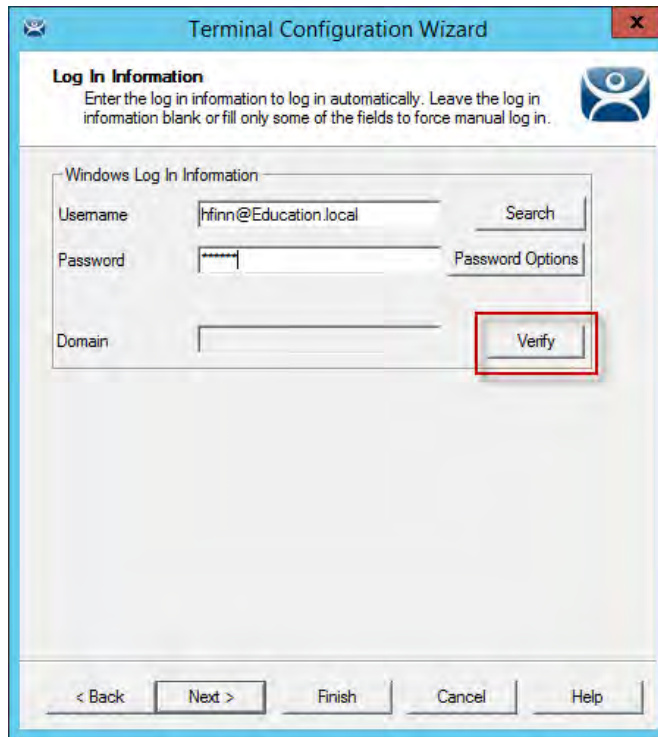 Terminal Configuration Wizard
x
Log In Information
Enter the log in information to log in automatically. Leave the log in
information blank or fill only some of the fields to force manual log in.
Windows Log In Information
Username hfinn@Education.local Search
Password ****** Password Options
Domain Verify
< Back Next > Finish Cancel Help